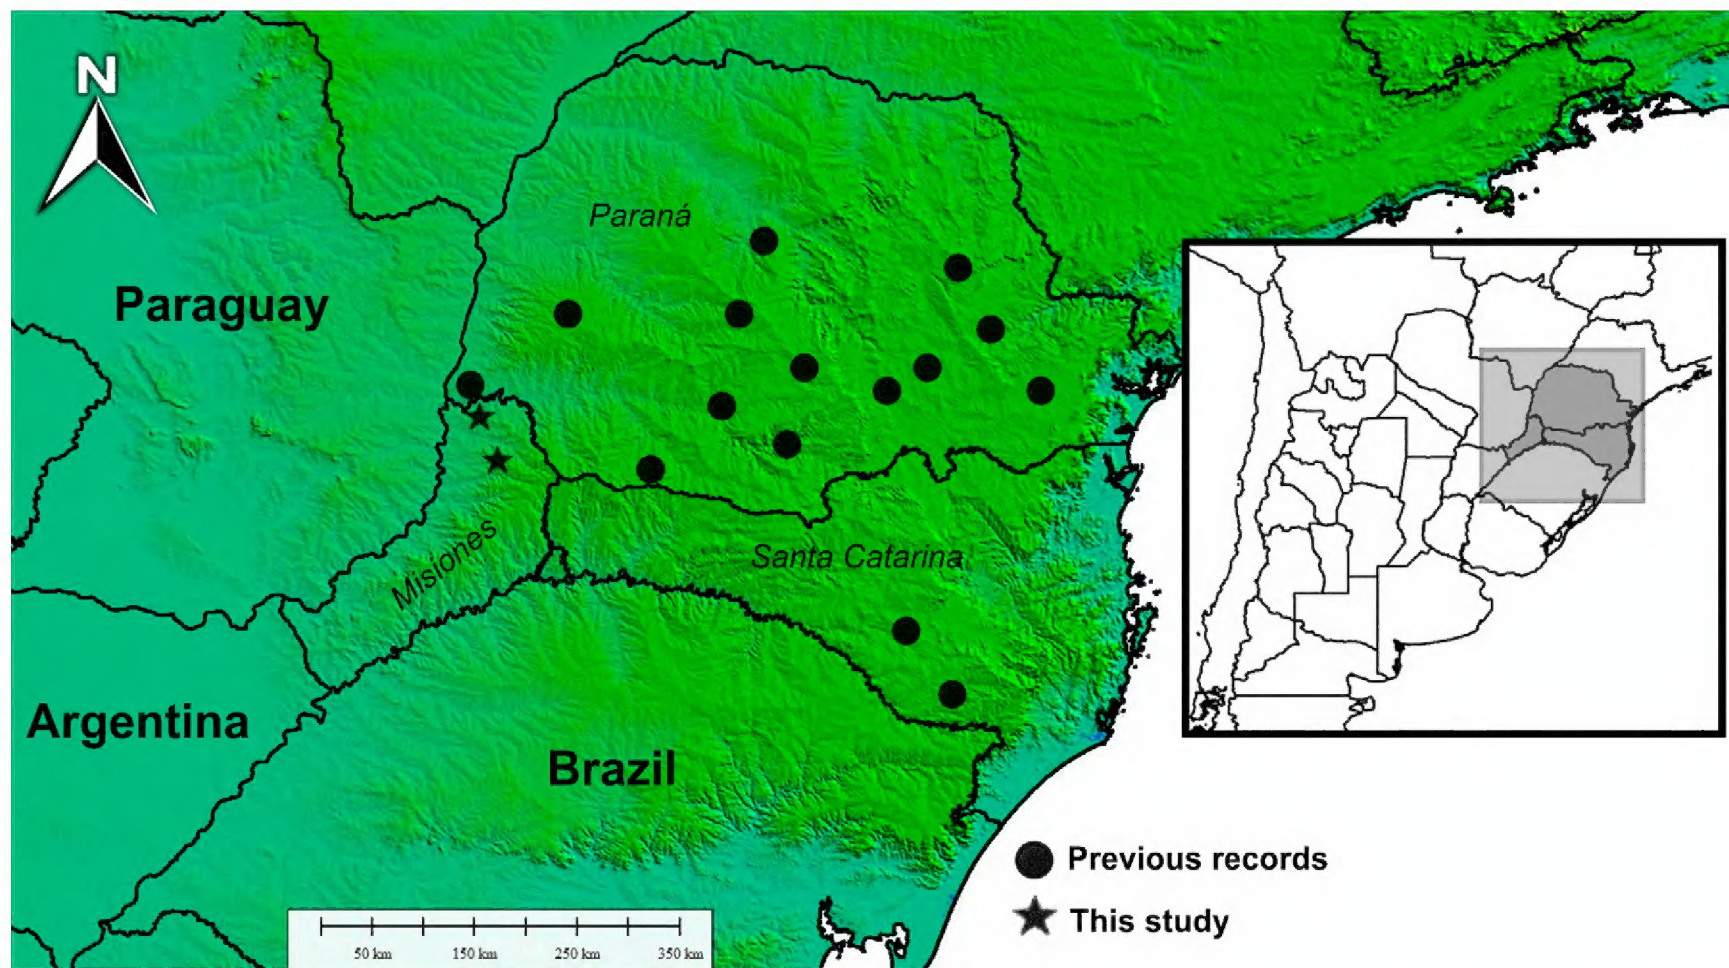 N
Paraná
Paraguay
Misiones
Santa Catarina
Argentina
Brazil
Previous records
This study
50 km 150 km 250 km 350 km